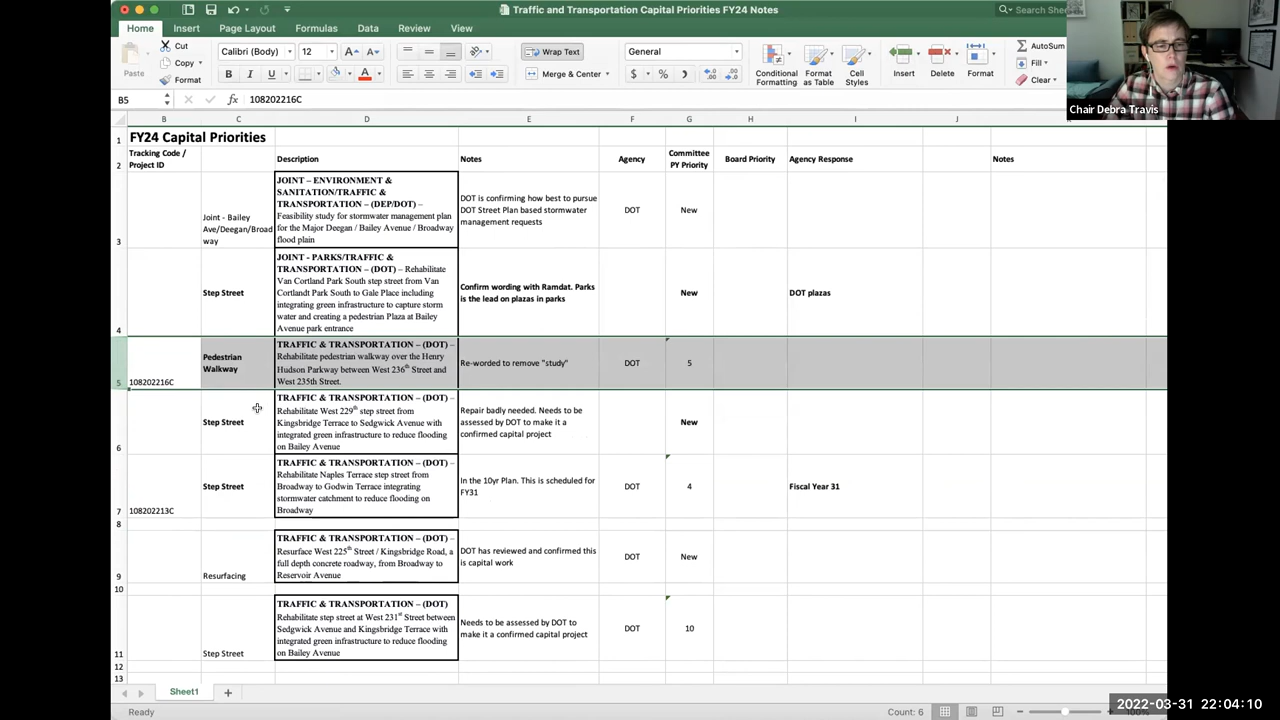 Traffic and Transportation Capital Priorities FY24 Notes
Home Insert Page Layout Formulas Data Review View
Search Shee
Paste
Cut
Copy
Format
Calibri (Body) 12
B I U
Wrap Text
Merge & Center
General
Conditional Formatting
Format as Table
Cell Styles
Insert Delete Format
AutoSum
Fill
Clear
Chair Debra Travis
B5
fx 108202216C
B C D E F G H I J
1 FY24 Capital Priorities
2
Tracking Code /
Project ID
Description
Notes
Agency
Committee
PY Priority
Board Priority
Agency Response
Notes
3
Joint - Bailey
Ave/Deegan/Broad
way
JOINT – ENVIRONMENT &
SANITATION/TRAFFIC &
TRANSPORTATION – (DEP/DOT) –
Feasibility study for stormwater management plan
for the Major Deegan / Bailey Avenue / Broadway
flood plain
DOT is confirming how best to pursue
DOT Street Plan based stormwater
management requests
DOT
New
4
Step Street
JOINT - PARKS/TRAFFIC &
TRANSPORTATION – (DOT) – Rehabilitate
Van Cortland Park South step street from Van
Cortlandt Park South to Gale Place including
integrating green infrastructure to capture storm
water and creating a pedestrian Plaza at Bailey
Avenue park entrance
Confirm wording with Ramdat. Parks
is the lead on plazas in parks
New
DOT plazas
5
108202216C
Pedestrian
Walkway
TRAFFIC & TRANSPORTATION – (DOT) –
Rehabilitate pedestrian walkway over the Henry
Hudson Parkway between West 236th Street and
West 235th Street.
Re-worded to remove "study"
DOT
5
6
Step Street
TRAFFIC & TRANSPORTATION – (DOT) –
Rehabilitate West 229th step street from
Kingsbridge Terrace to Sedgwick Avenue with
integrated green infrastructure to reduce flooding
on Bailey Avenue
Repair badly needed. Needs to be
assessed by DOT to make it a
confirmed capital project
New
7
108202213C
Step Street
TRAFFIC & TRANSPORTATION – (DOT) –
Rehabilitate Naples Terrace step street from
Broadway to Godwin Terrace integrating
stormwater catchment to reduce flooding on
Broadway
In the 10yr Plan. This is scheduled for
FY31
DOT
4
Fiscal Year 31
8
9
Resurfacing
TRAFFIC & TRANSPORTATION – (DOT) –
Resurface West 225th Street / Kingsbridge Road, a
full depth concrete roadway, from Broadway to
Reservoir Avenue
DOT has reviewed and confirmed this
is capital work
DOT
New
10
11
Step Street
TRAFFIC & TRANSPORTATION – (DOT)
Rehabilitate step street at West 231st Street between
Sedgwick Avenue and Kingsbridge Terrace with
integrated green infrastructure to reduce flooding
on Bailey Avenue
Needs to be assessed by DOT to
make it a confirmed capital project
DOT
10
12
13
Sheet1
Ready
Count: 6
2022-03-31 22:04:10